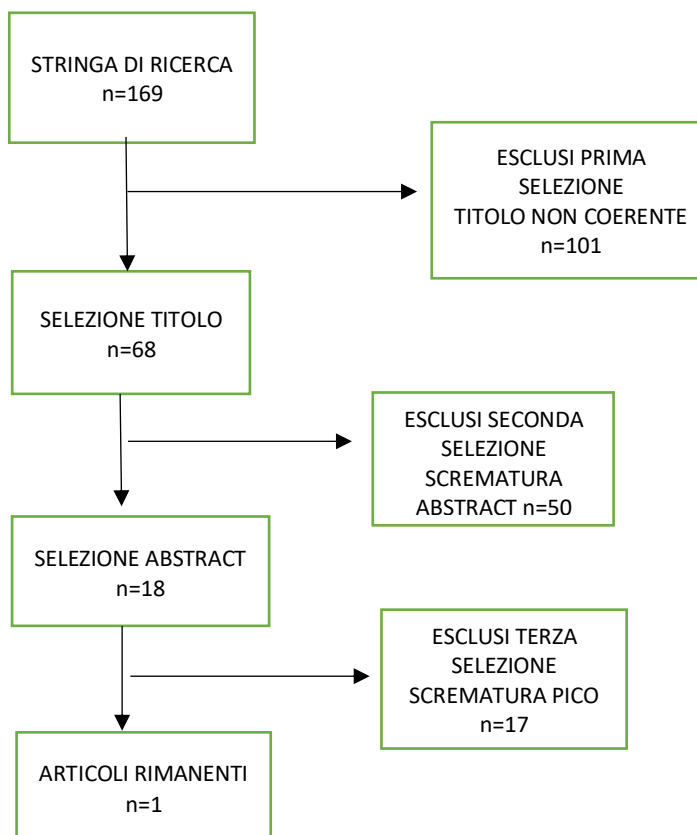 STRINGA DI RICERCA
n=169
ESCLUSI PRIMA
SELEZIONE
TITOLO NON COERENTE
n=101
SELEZIONE TITOLO
n=68
ESCLUSI SECONDA
SELEZIONE
SCREMATURA
ABSTRACT n=50
SELEZIONE ABSTRACT
n=18
ESCLUSI TERZA
SELEZIONE
SCREMATURA PICO
n=17
ARTICOLI RIMANENTI
n=1